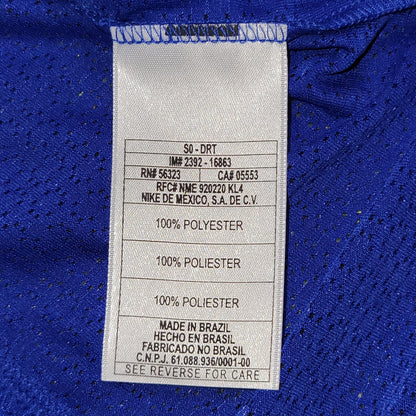 S0 - DRT
IM# 2392 - 16863
RN# 56323 CA# 05553
RFC# NME 920220 KL4
NIKE DE MEXICO, S.A. DE C.V.
100% POLYESTER
100% POLIESTER
100% POLIESTER
MADE IN BRAZIL
HECHO EN BRASIL
FABRICADO NO BRASIL
C.N.P.J. 61.088.936/0001-00
SEE REVERSE FOR CARE